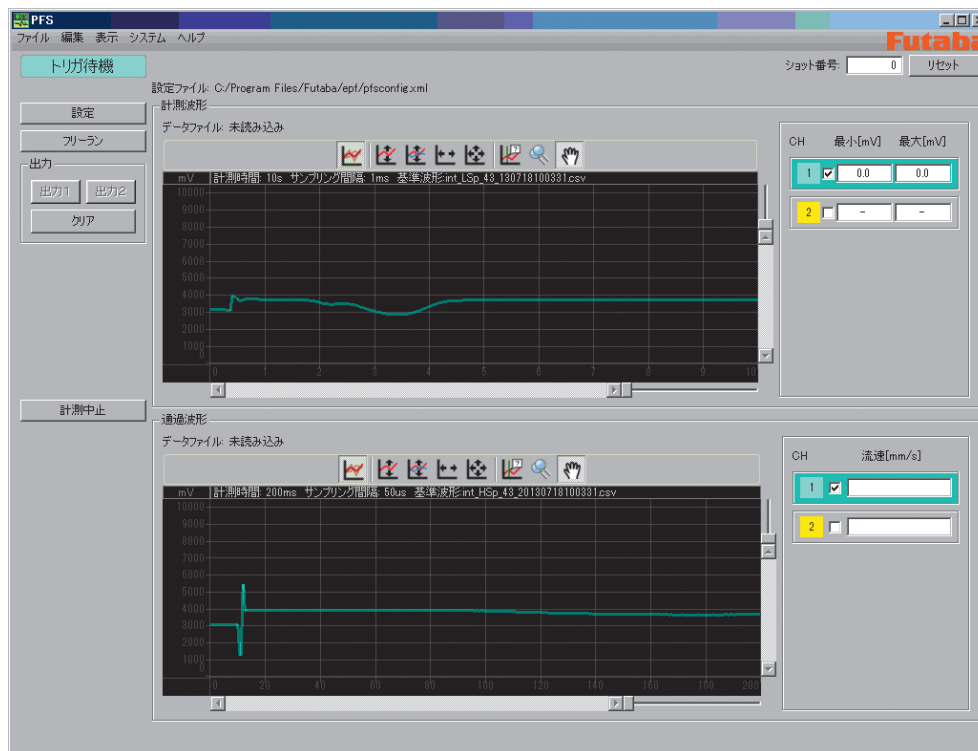 PFS
ファイル 編集 表示 システム ヘルプ
Futaba
トリガ待機
ショット番号: 0 リセット
設定ファイル: C:/Program Files/Futaba/epf/pfsconfig.xml
設定
フリーラン
出力
出力1 出力2
クリア
計測中止
計測波形
データファイル: 未読み込み
mV 計測時間: 10s サンプリング間隔: 1ms 基準波形:int_LSp_43_130718100331.csv
10000
9000
8000
7000
6000
5000
4000
3000
2000
1000
0
0 1 2 3 4 5 6 7 8 9 10
CH 最小[mV] 最大[mV]
1 0.0 0.0
2 - -
通過波形
データファイル: 未読み込み
mV 計測時間: 200ms サンプリング間隔: 50us 基準波形:int_HSp_43_20130718100331.csv
10000
9000
8000
7000
6000
5000
4000
3000
2000
1000
0
0 20 40 60 80 100 120 140 160 180 200
CH 流速[mm/s]
1
2